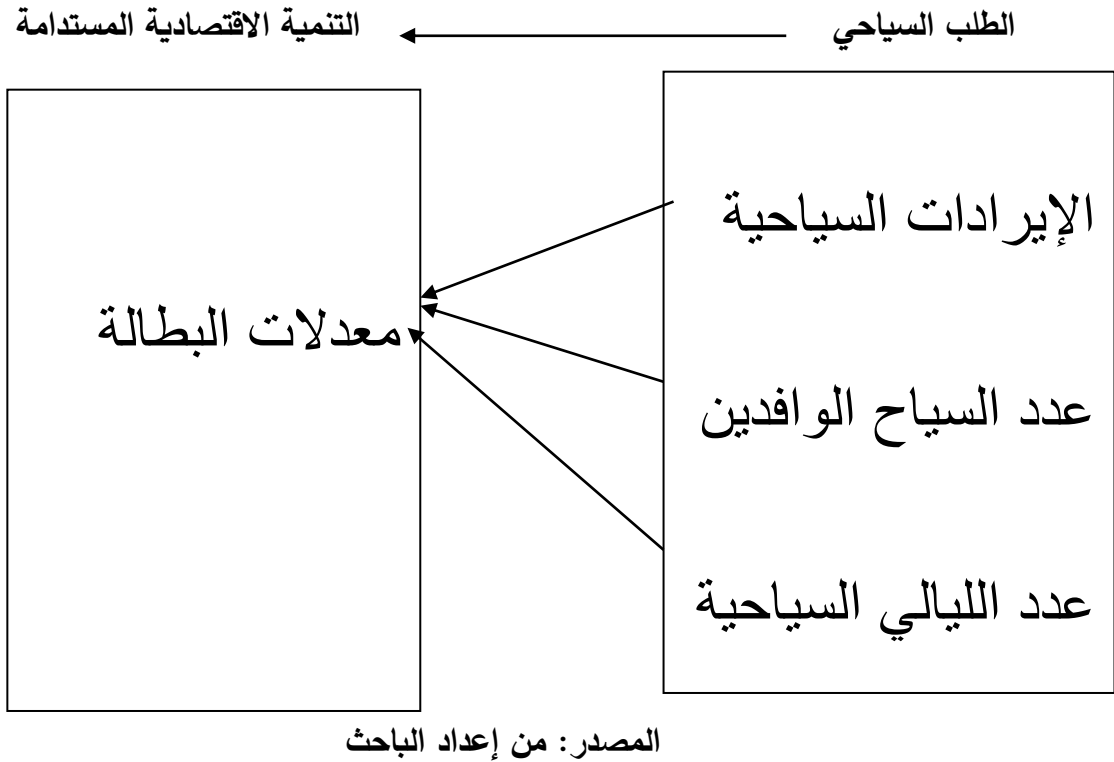 الطلب السياحي
التنمية الاقتصادية المستدامة
الإيرادات السياحية
عدد السياح الوافدين
عدد الليالي السياحية
معدلات البطالة
المصدر: من إعداد الباحث